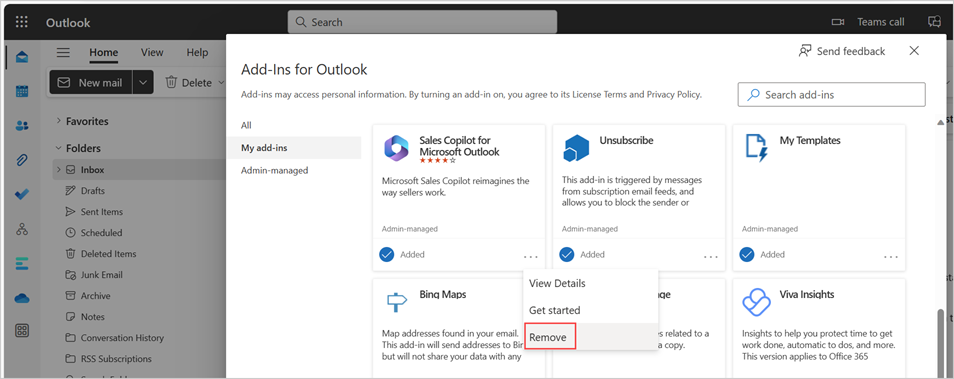 Outlook
Search
Teams call
Home
View
Help
New mail
Delete
Favorites
Folders
Inbox
Drafts
Sent Items
Scheduled
Deleted Items
Junk Email
Archive
Notes
Conversation History
RSS Subscriptions
Send feedback
Add-Ins for Outlook
Add-ins may access personal information. By turning an add-in on, you agree to its License Terms and Privacy Policy.
Search add-ins
All
My add-ins
Admin-managed
Sales Copilot for
Microsoft Outlook
Microsoft Sales Copilot reimagines the
way sellers work.
Admin-managed
Added
Unsubscribe
This add-in is triggered by messages
from subscription email feeds, and
allows you to block the sender or
Admin-managed
Added
My Templates
Admin-managed
Added
View Details
Get started
Remove
Bing Maps
Map addresses found in your email.
This add-in will send addresses to Bin
but will not share your data with any
ge
es related to a
a copy.
Viva Insights
Insights to help you protect time to get
work done, automatic to dos, and more.
This version applies to Office 365